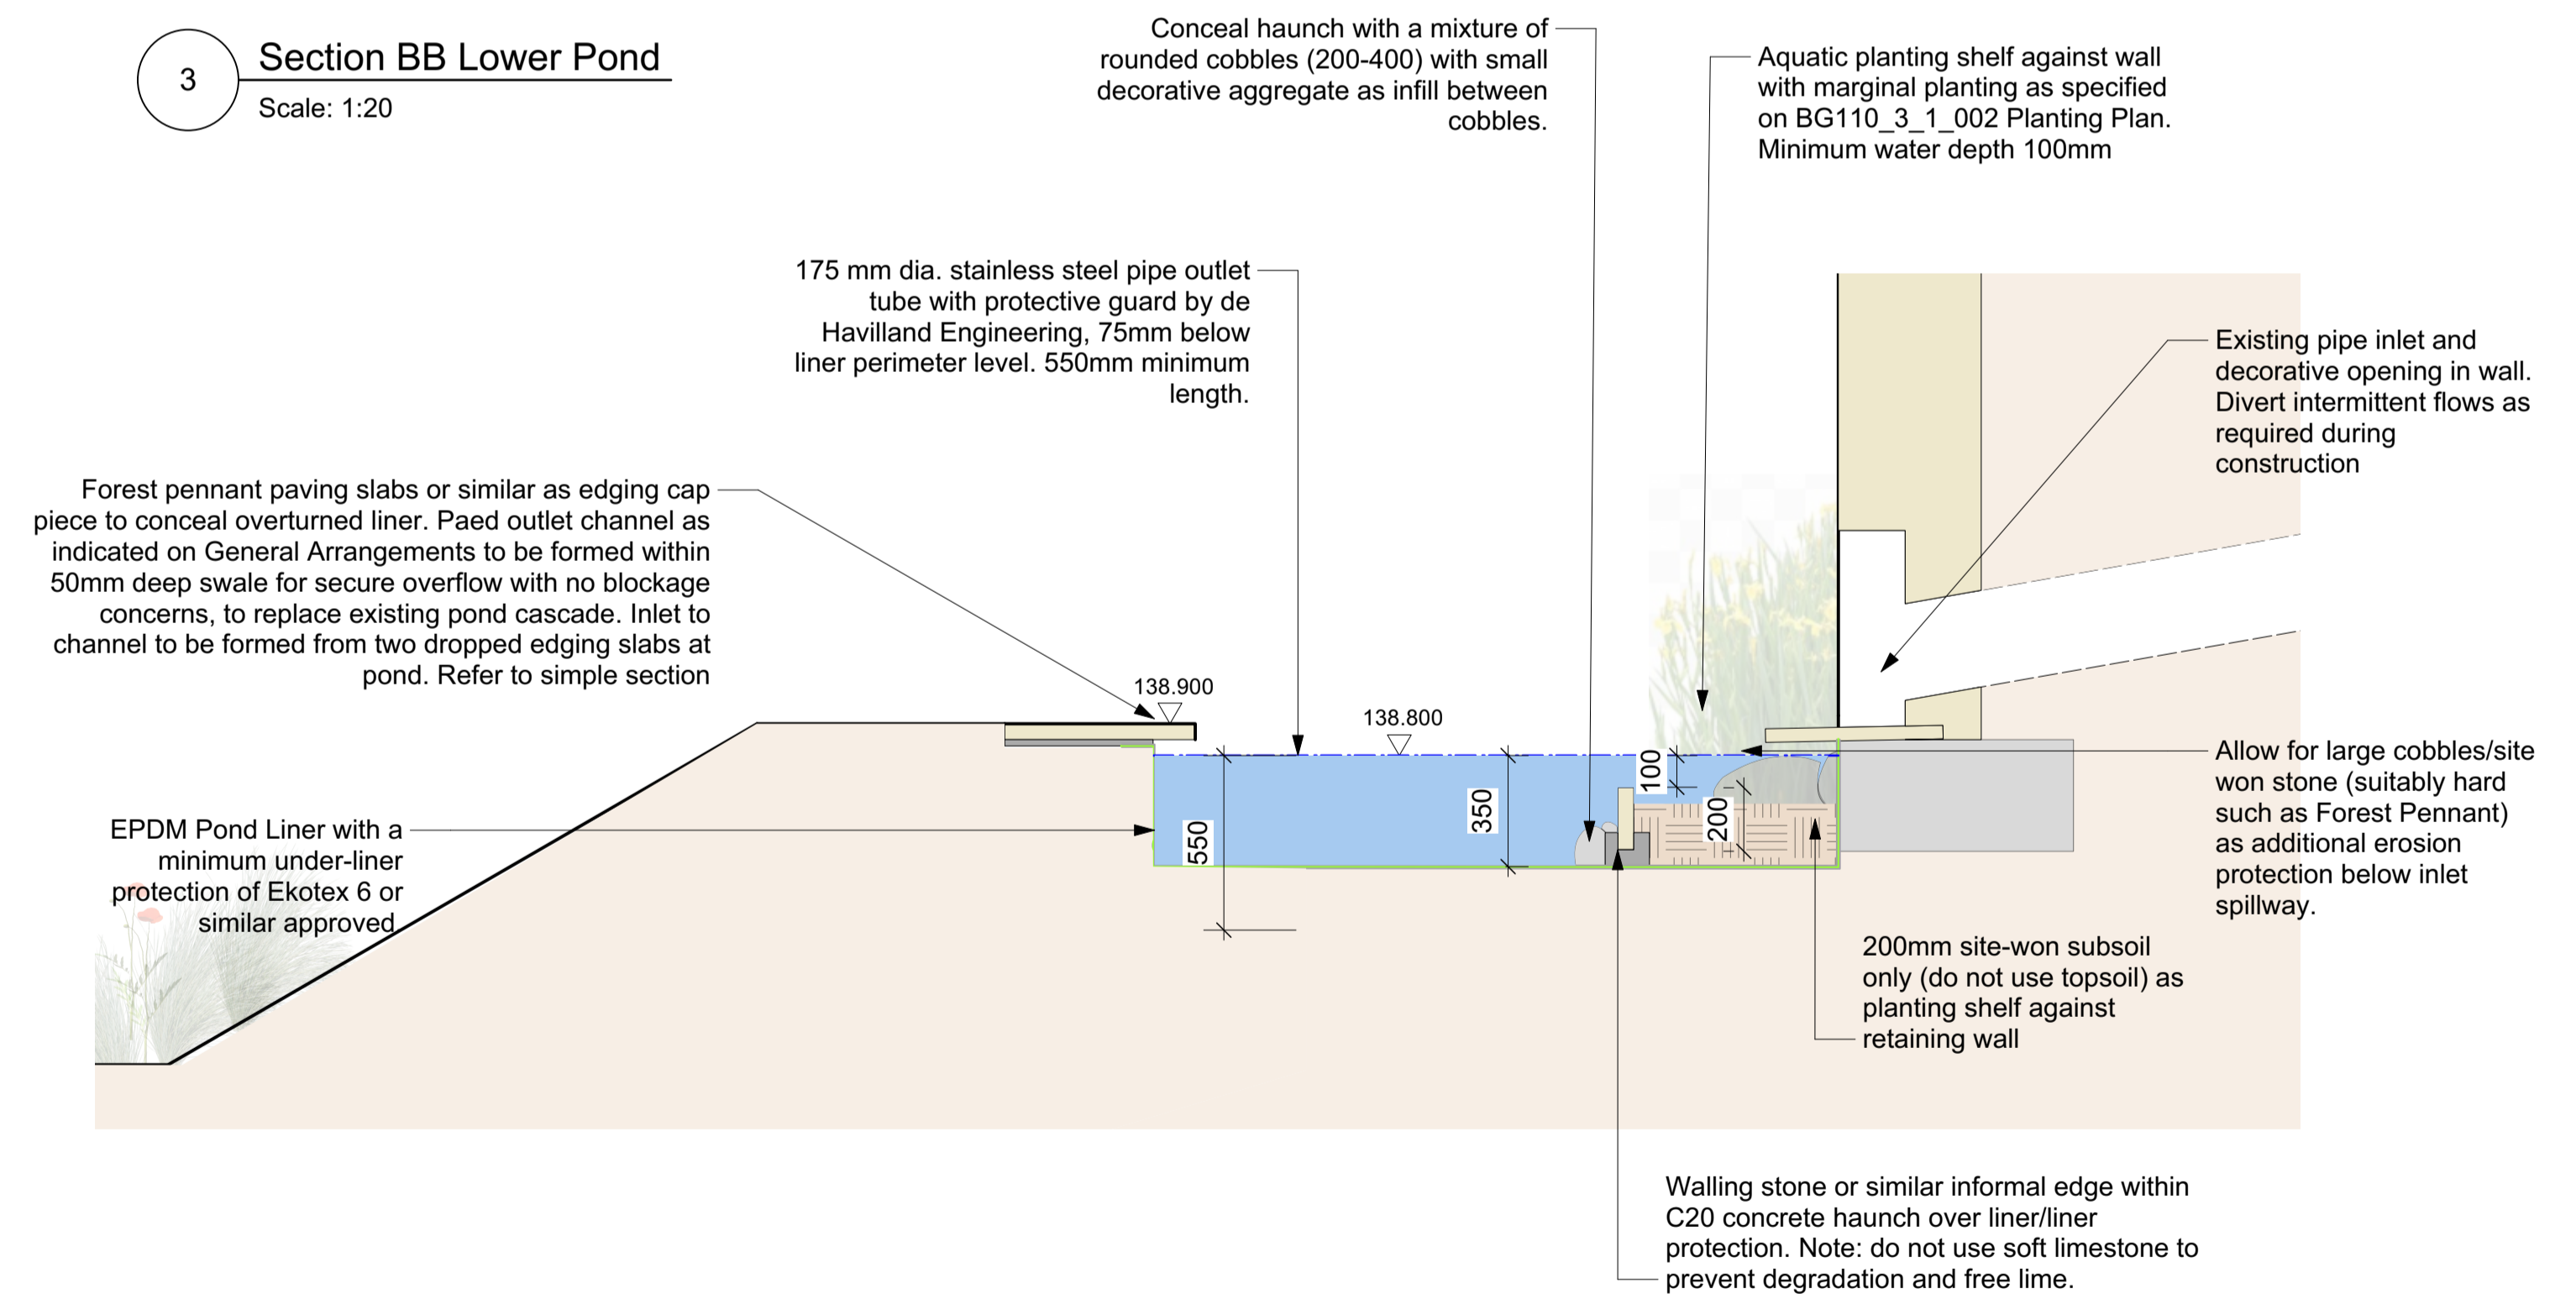 3
Section BB Lower Pond
Scale: 1:20
Conceal haunch with a mixture of
rounded cobbles (200-400) with small
decorative aggregate as infill between
cobbles.
Aquatic planting shelf against wall
with marginal planting as specified
on BG110_3_1_002 Planting Plan.
Minimum water depth 100mm
175 mm dia. stainless steel pipe outlet
tube with protective guard by de
Havilland Engineering, 75mm below
liner perimeter level. 550mm minimum
length.
Existing pipe inlet and
decorative opening in wall.
Divert intermittent flows as
required during
construction
Forest pennant paving slabs or similar as edging cap
piece to conceal overturned liner. Paed outlet channel as
indicated on General Arrangements to be formed within
50mm deep swale for secure overflow with no blockage
concerns, to replace existing pond cascade. Inlet to
channel to be formed from two dropped edging slabs at
pond. Refer to simple section
138.900
138.800
100
200
350
550
Allow for large cobbles/site
won stone (suitably hard
such as Forest Pennant)
as additional erosion
protection below inlet
spillway.
EPDM Pond Liner with a
minimum under-liner
protection of Ekotex 6 or
similar approved.
200mm site-won subsoil
only (do not use topsoil) as
planting shelf against
retaining wall
Walling stone or similar informal edge within
C20 concrete haunch over liner/liner
protection. Note: do not use soft limestone to
prevent degradation and free lime.